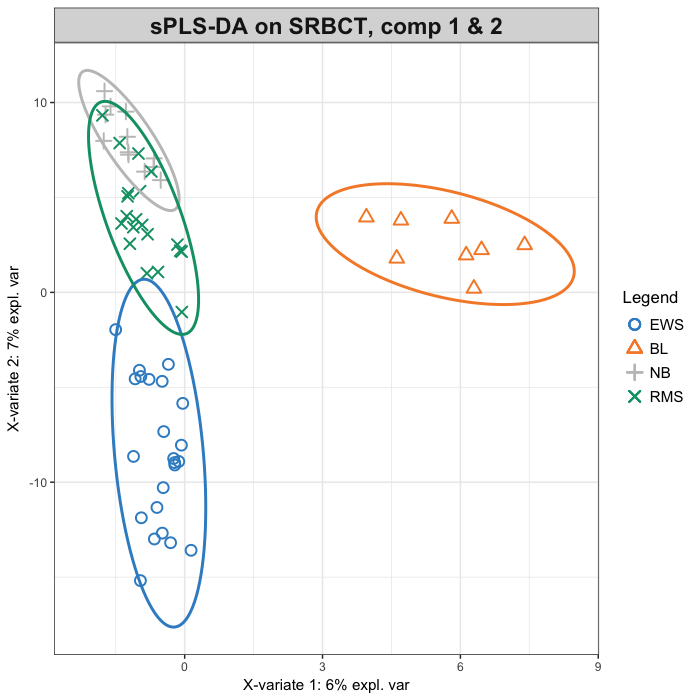 sPLS-DA on SRBCT, comp 1 & 2
10
0
-10
X-variate 2: 7% expl. var
0 3 6 9
X-variate 1: 6% expl. var
Legend
EWS
BL
NB
RMS